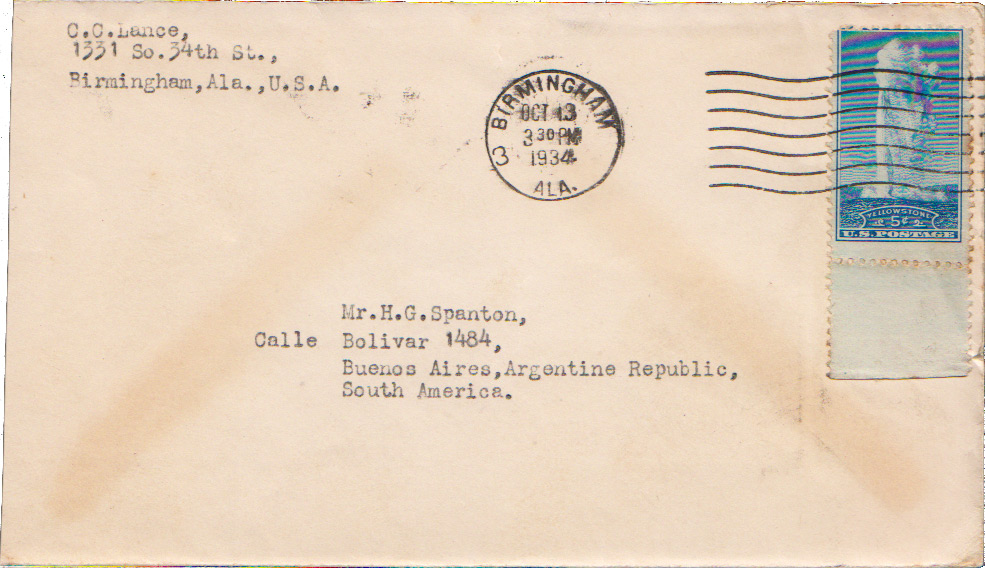 C.C.Lance,
1331 So.34th St.,
Birmingham,Ala.,U.S.A.
BIRMINGHAM
OCT 13
3 30 PM
1934
3
ALA.
YELLOWSTONE
5¢
U.S. POSTAGE
Mr.H.G.Spanton,
Calle Bolivar 1484,
Buenos Aires,Argentine Republic,
South America.